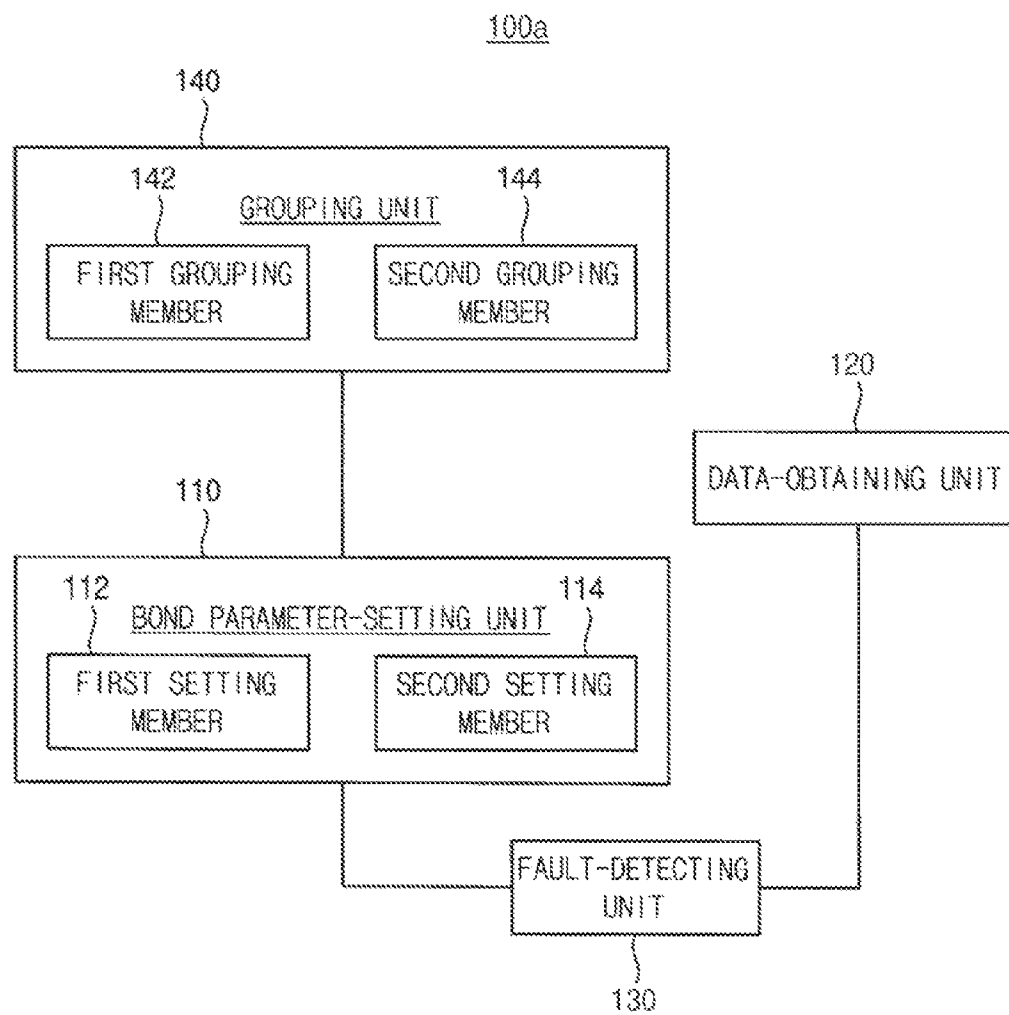 100a
140
142
144
GROUPING UNIT
FIRST GROUPING
MEMBER
SECOND GROUPING
MEMBER
120
DATA-OBTAINING UNIT
110
112
114
BOND PARAMETER-SETTING UNIT
FIRST SETTING
MEMBER
SECOND SETTING
MEMBER
FAULT-DETECTING
UNIT
130